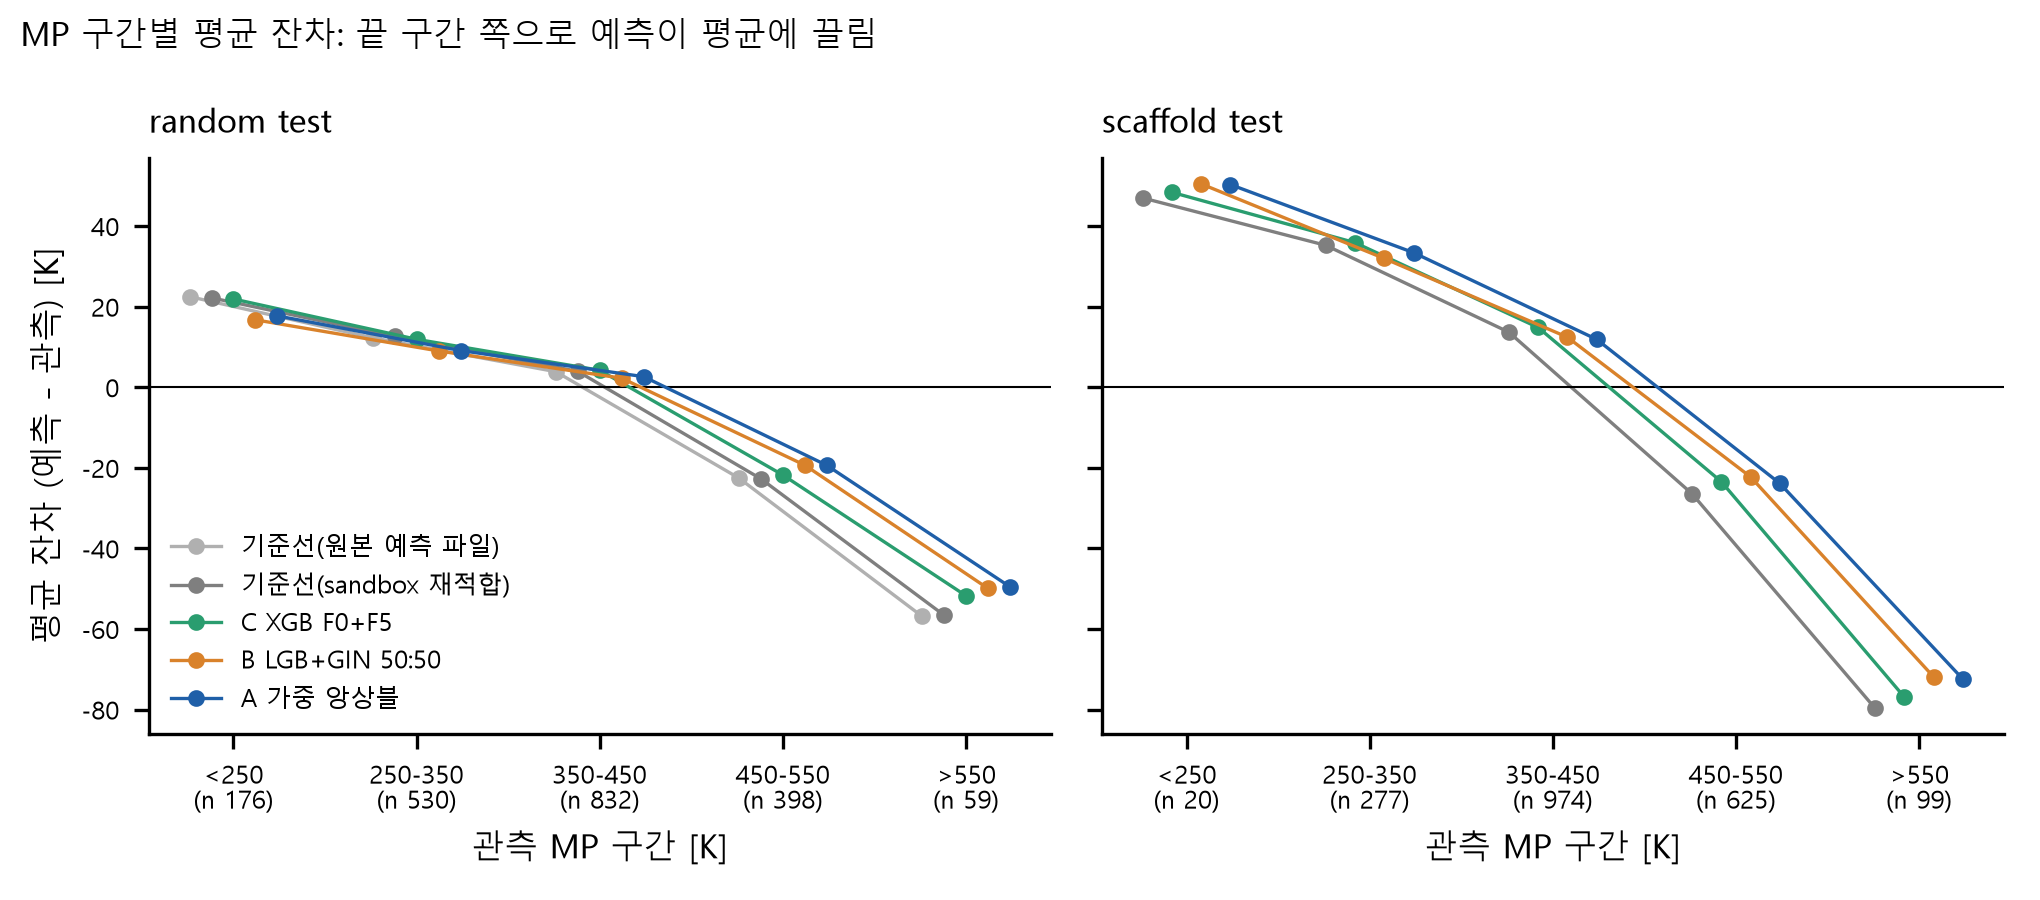 MP 구간별 평균 잔차: 끝 구간 쪽으로 예측이 평균에 끌림
random test
평균 잔차 (예측 - 관측) [K]
40
20
0
-20
-40
-60
-80
기준선(원본 예측 파일)
기준선(sandbox 재적합)
C XGB F0+F5
B LGB+GIN 50:50
A 가중 앙상블
<250 250-350 350-450 450-550 >550
(n 176) (n 530) (n 832) (n 398) (n 59)
관측 MP 구간 [K]
scaffold test
<250 250-350 350-450 450-550 >550
(n 20) (n 277) (n 974) (n 625) (n 99)
관측 MP 구간 [K]